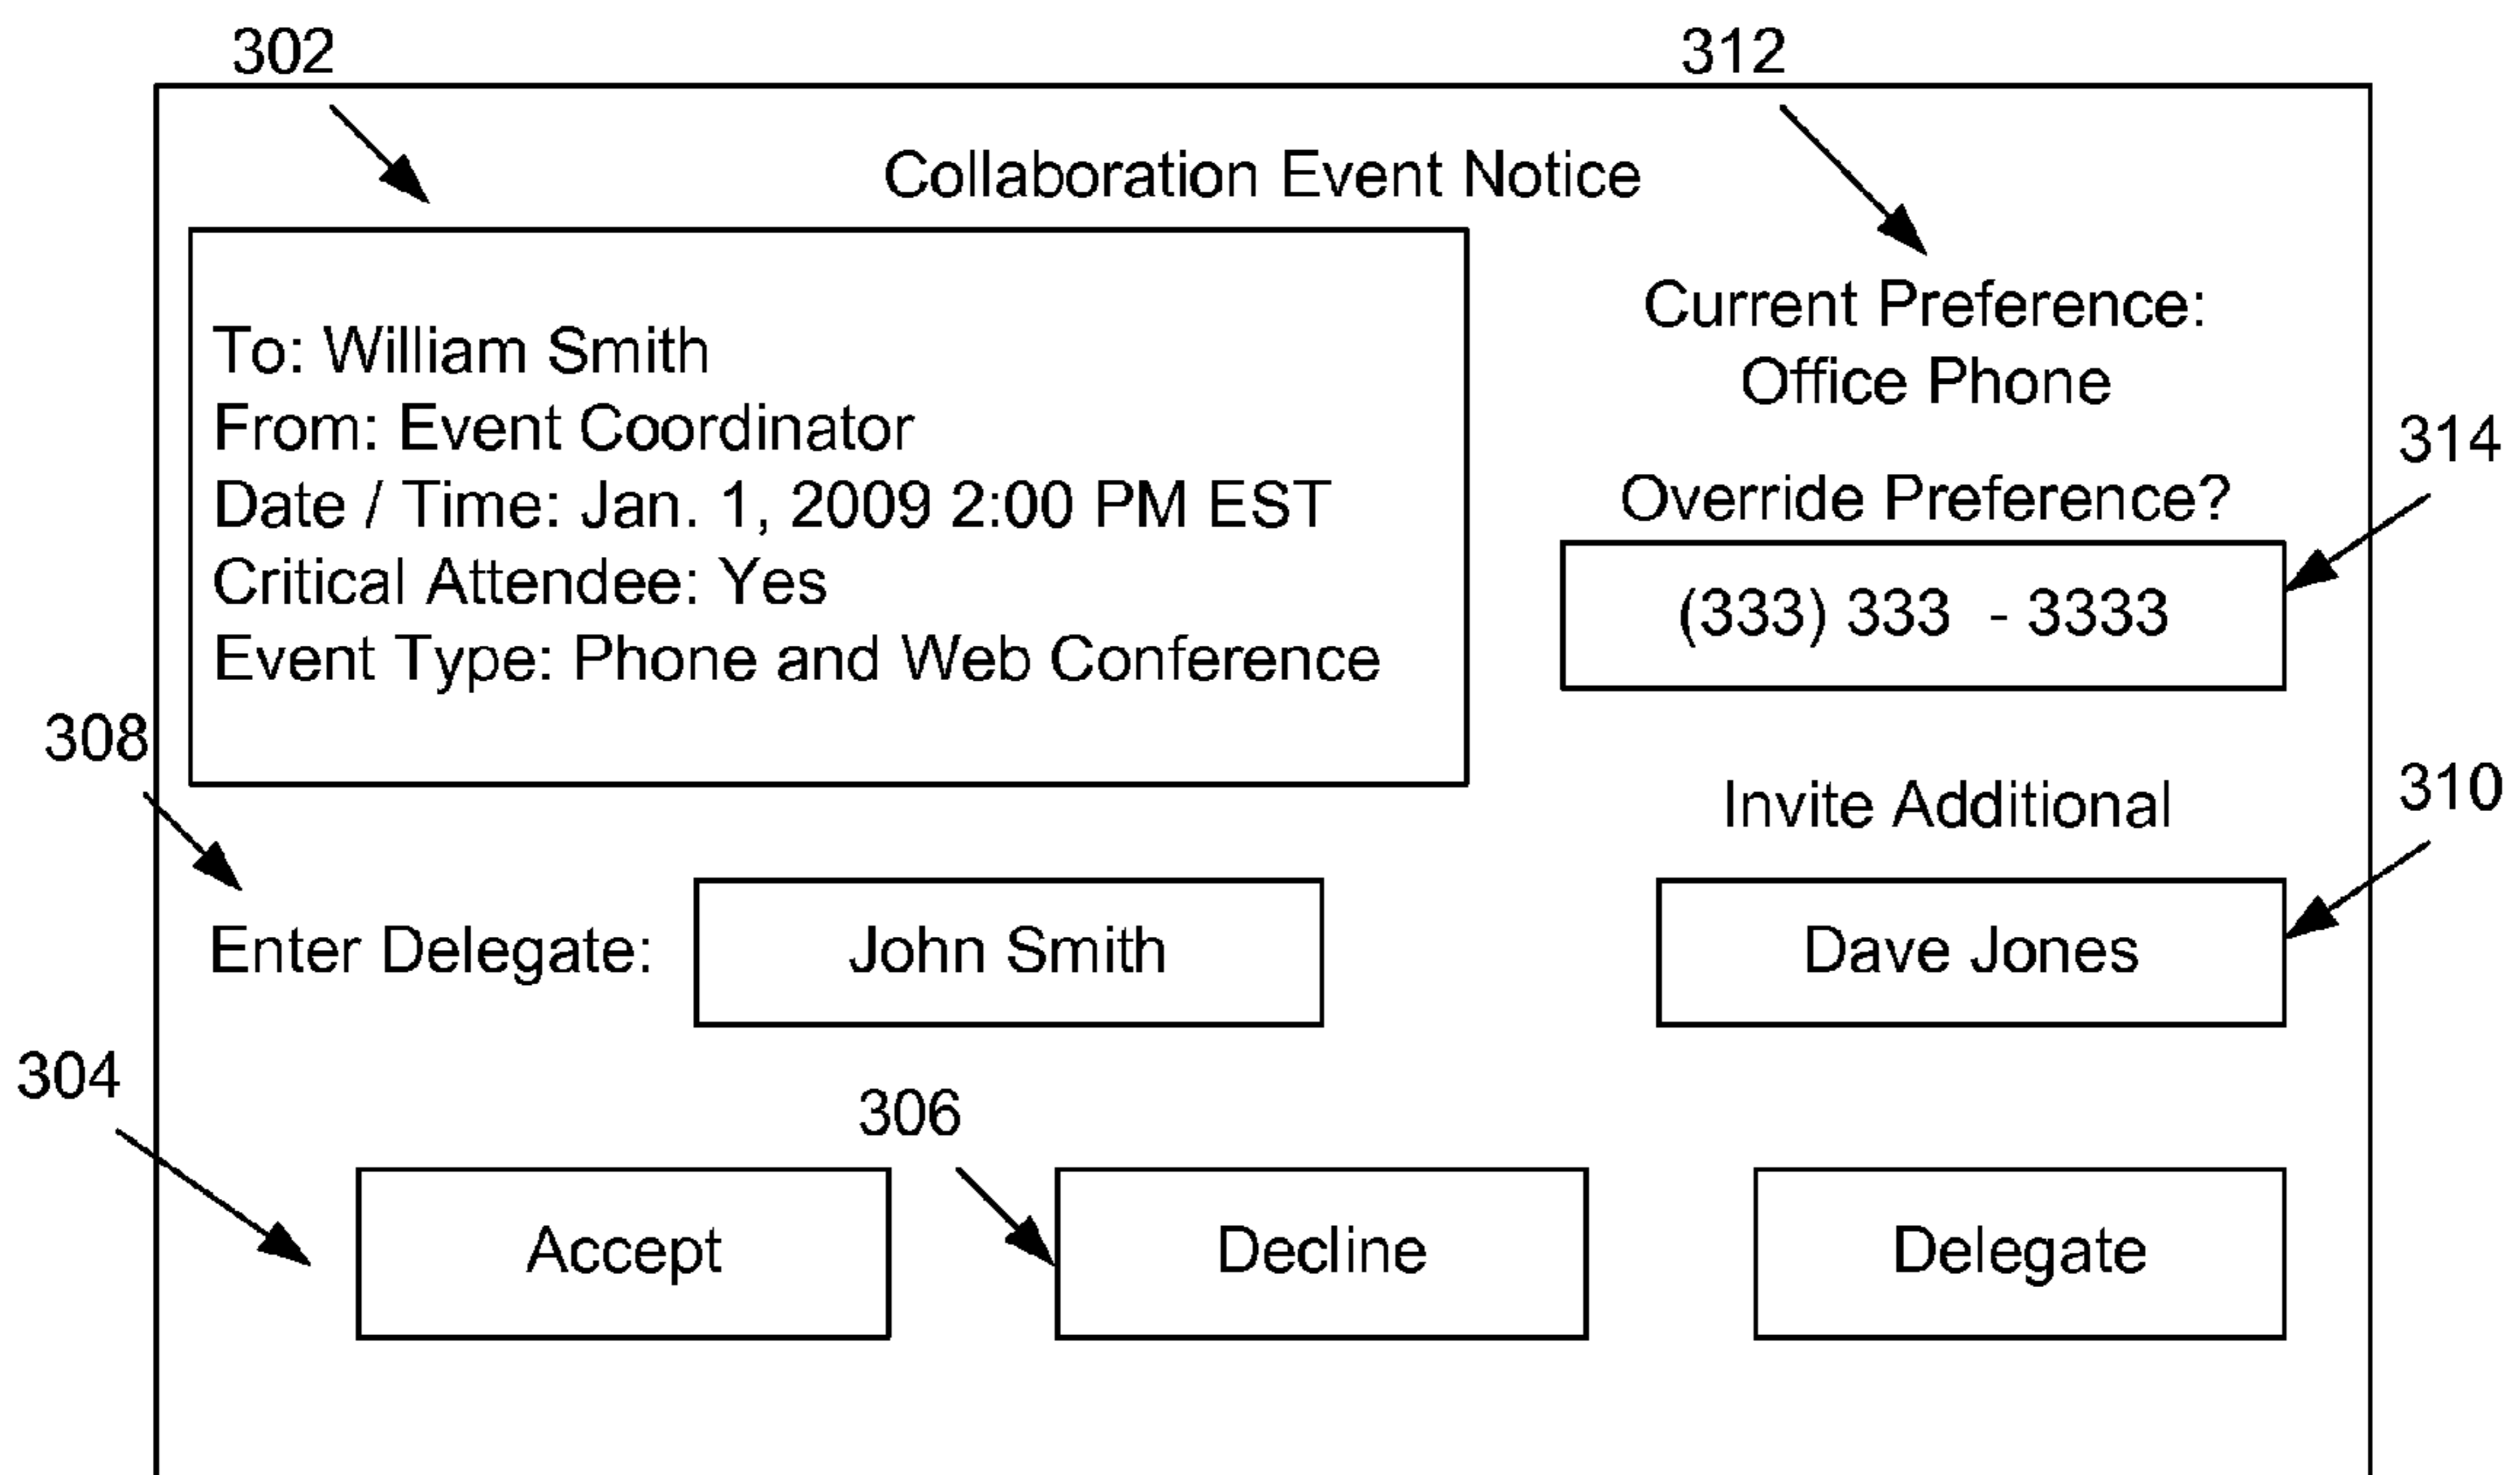 302
312
Collaboration Event Notice
To: William Smith
From: Event Coordinator
Date / Time: Jan. 1, 2009 2:00 PM EST
Critical Attendee: Yes
Event Type: Phone and Web Conference
Current Preference:
Office Phone
314
Override Preference?
(333) 333 - 3333
308
Invite Additional
310
Enter Delegate:
John Smith
Dave Jones
304
306
Accept
Decline
Delegate